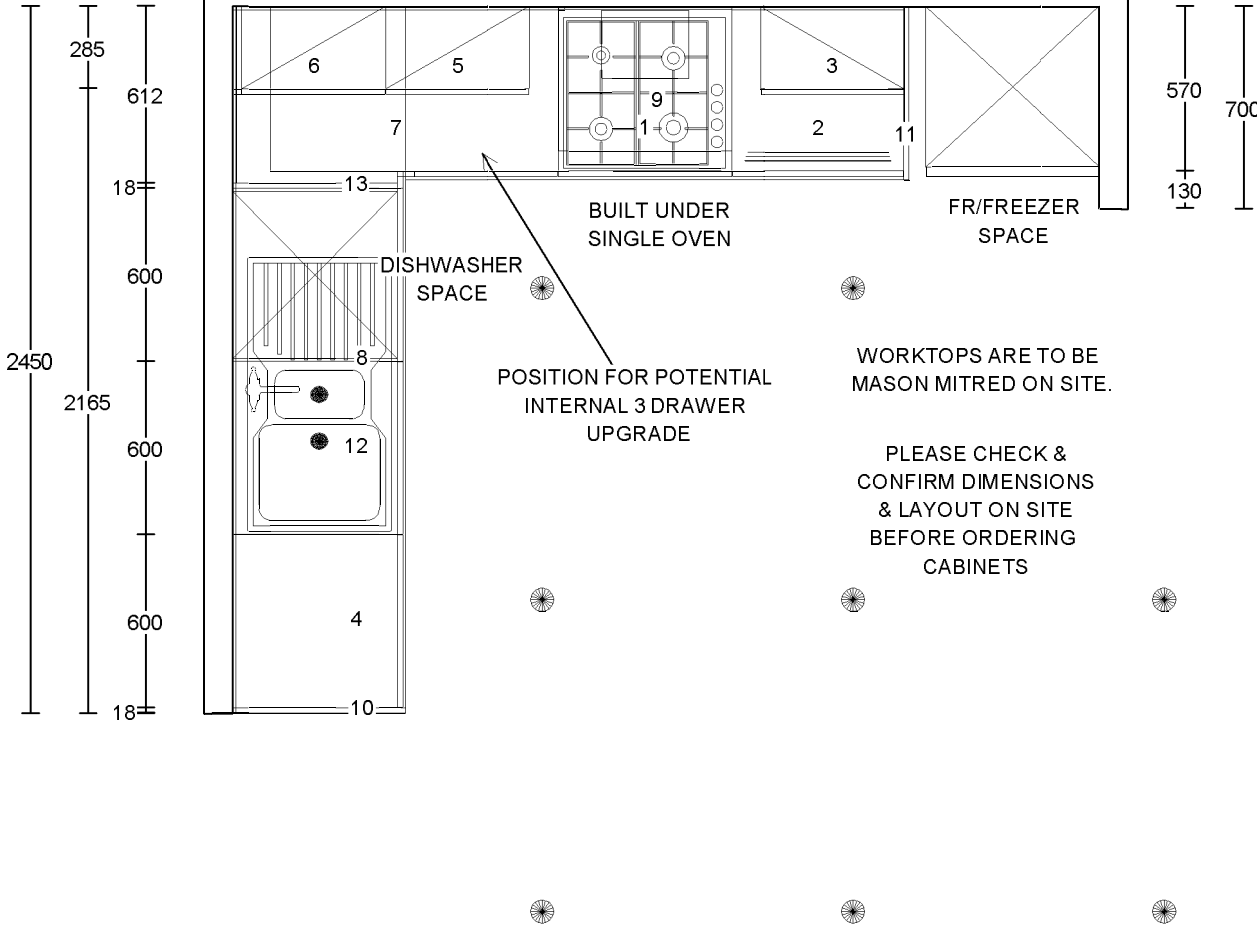 285
612
570
700
6
5
3
9
7
1
2
11
18
13
130
BUILT UNDER
SINGLE OVEN
FR/FREEZER
SPACE
DISHWASHER
SPACE
600
2450
8
WORKTOPS ARE TO BE
MASON MITRED ON SITE.
POSITION FOR POTENTIAL
INTERNAL 3 DRAWER
UPGRADE
2165
600
12
PLEASE CHECK &
CONFIRM DIMENSIONS
& LAYOUT ON SITE
BEFORE ORDERING
CABINETS
600
4
18
10